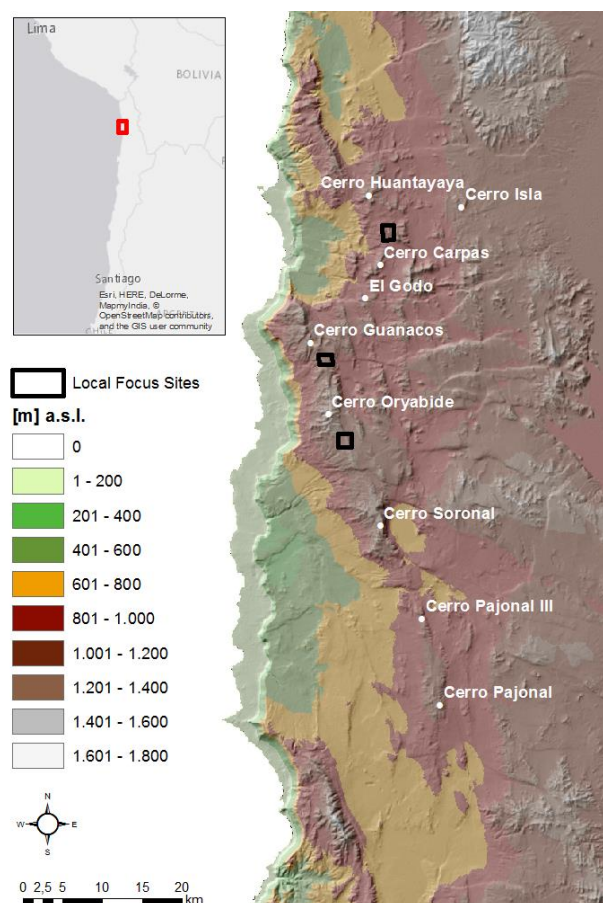 Lima
BOLIVIA
Santiago
Esri, HERE, DeLorme,
MapmyIndia, ©
OpenStreetMap contributors,
and the GIS user community
Cerro Huantayaya
Cerro Isla
Cerro Carpas
El Godo
Cerro Guanacos
Cerro Oryabide
Cerro Soronal
Cerro Pajonal III
Cerro Pajonal
Local Focus Sites
[m] a.s.l.
0
1 - 200
201 - 400
401 - 600
601 - 800
801 - 1.000
1.001 - 1.200
1.201 - 1.400
1.401 - 1.600
1.601 - 1.800
N
W E
S
0 2,5 5 10 15 20
km